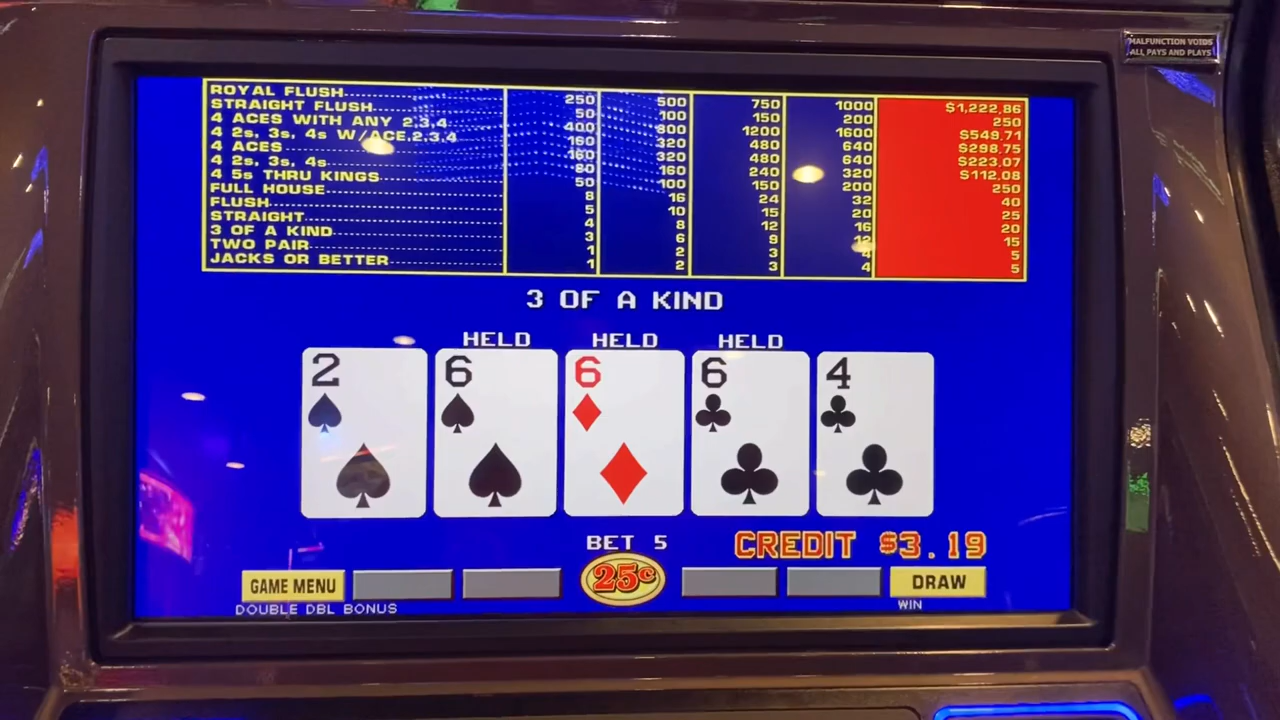 MALFUNCTION VOIDS
ALL PAYS AND PLAYS
ROYAL FLUSH 250 500 750 1000 $1,222,86
STRAIGHT FLUSH 50 100 150 200 250
4 ACES WITH ANY 2,3,4 400 800 1200 1600 $549.71
4 2s, 3s, 4s W/ACE,2,3,4 160 320 480 640 $298,75
4 ACES 160 320 480 640 $223,07
4 2s, 3s, 4s 80 160 240 320 $112,08
4 5s THRU KINGS 50 100 150 200 250
FULL HOUSE 8 16 24 32 40
FLUSH 5 10 15 20 25
STRAIGHT 4 8 12 16 20
3 OF A KIND 3 6 9 12 15
TWO PAIR 1 2 3 4 5
JACKS OR BETTER 1 2 3 4 5
3 OF A KIND
HELD HELD HELD
2 6 6 6 4
BET 5 CREDIT $3.19
GAME MENU 25¢ DRAW
DOUBLE DBL BONUS WIN